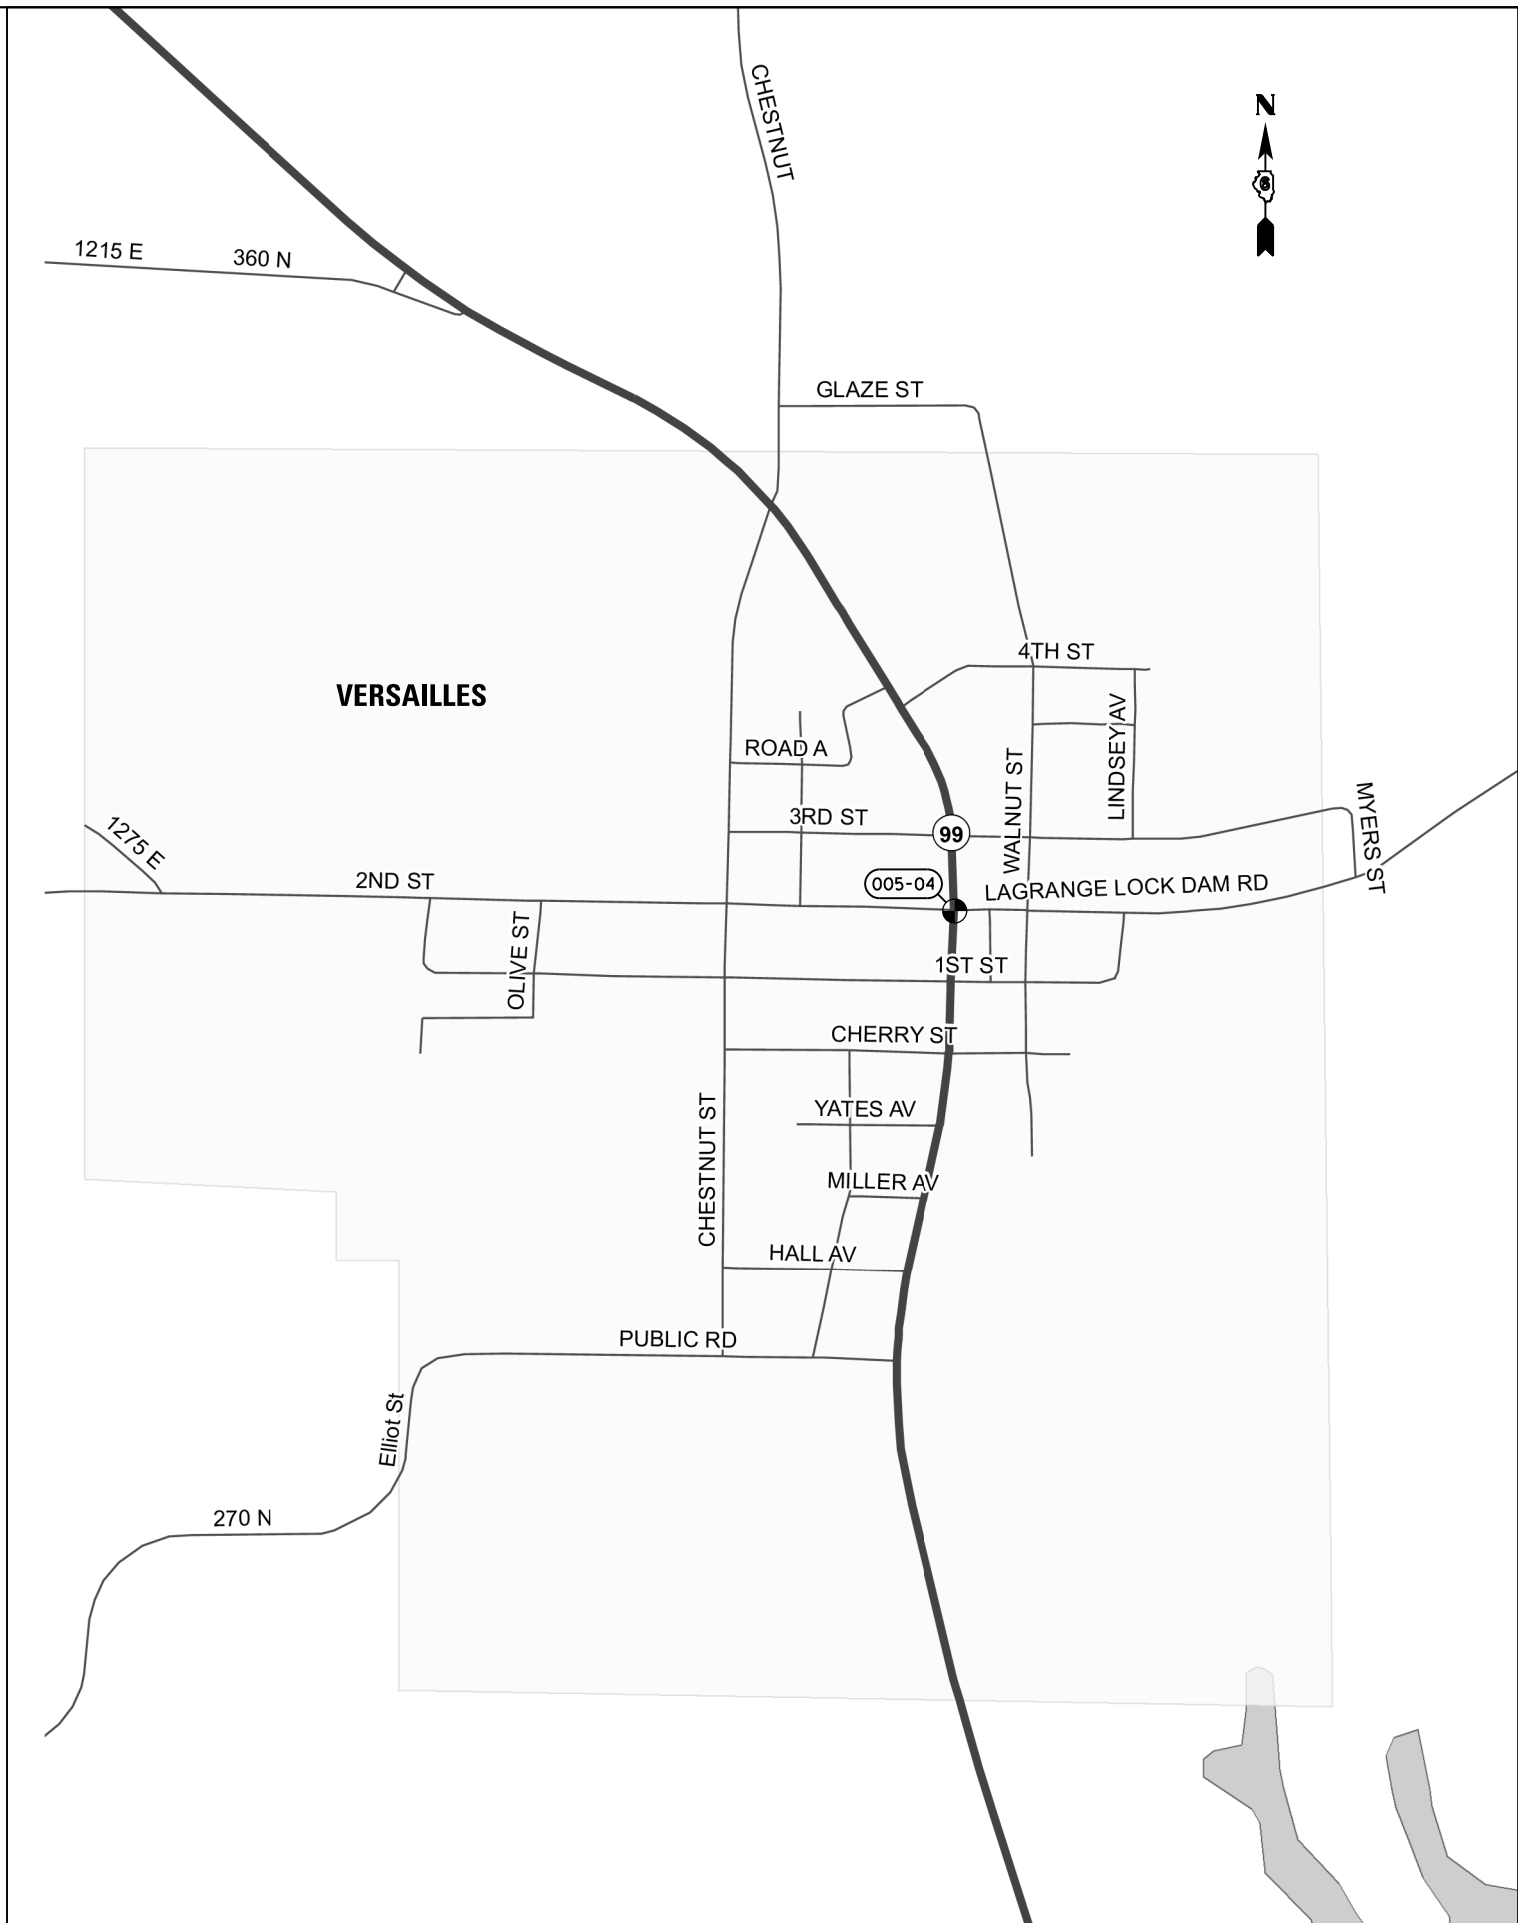 CHESTNUT
N
6
1215 E
360 N
GLAZE ST
4TH ST
VERSAILLES
LINDSEY AV
ROAD A
WALNUT ST
3RD ST
99
MYERS ST
1275 E
2ND ST
005-04
LAGRANGE LOCK DAM RD
OLIVE ST
1ST ST
CHERRY ST
CHESTNUT ST
YATES AV
MILLER AV
HALL AV
PUBLIC RD
Elliot St
270 N